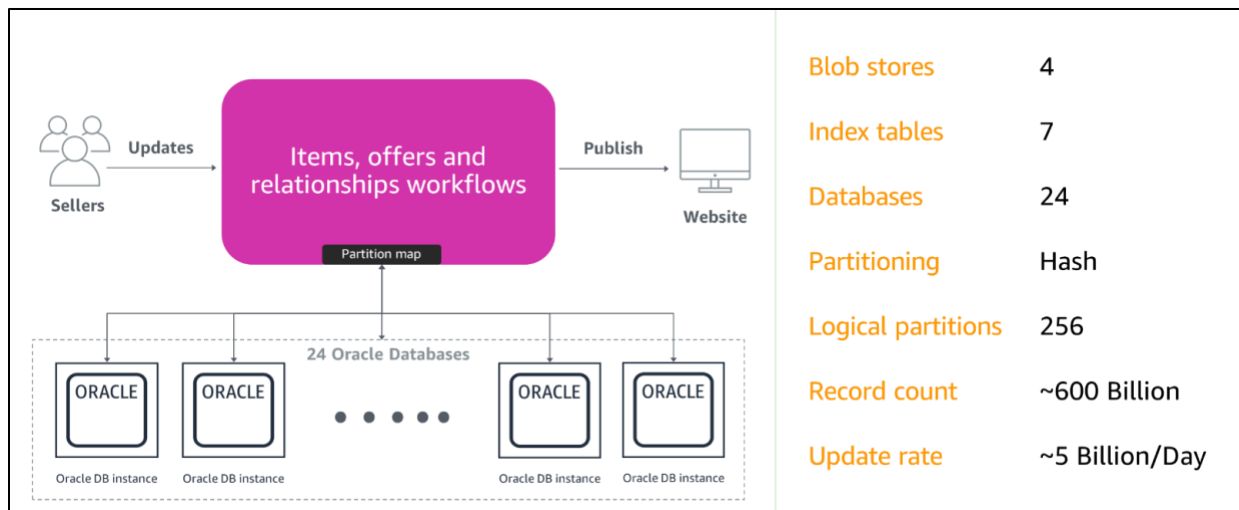 Sellers
Updates
Items, offers and
relationships workflows
Partition map
Publish
Website
24 Oracle Databases
ORACLE
ORACLE
ORACLE
ORACLE
Oracle DB instance
Oracle DB instance
Oracle DB instance
Oracle DB instance
Blob stores 4
Index tables 7
Databases 24
Partitioning Hash
Logical partitions 256
Record count ~600 Billion
Update rate ~5 Billion/Day